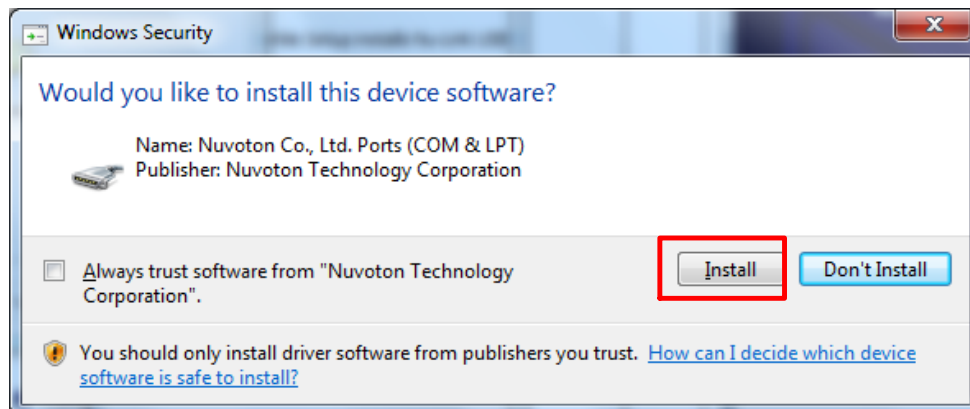 Windows Security
Would you like to install this device software?
Name: Nuvoton Co., Ltd. Ports (COM & LPT)
Publisher: Nuvoton Technology Corporation
Always trust software from "Nuvoton Technology
Corporation".
Install
Don't Install
You should only install driver software from publishers you trust. How can I decide which device
software is safe to install?